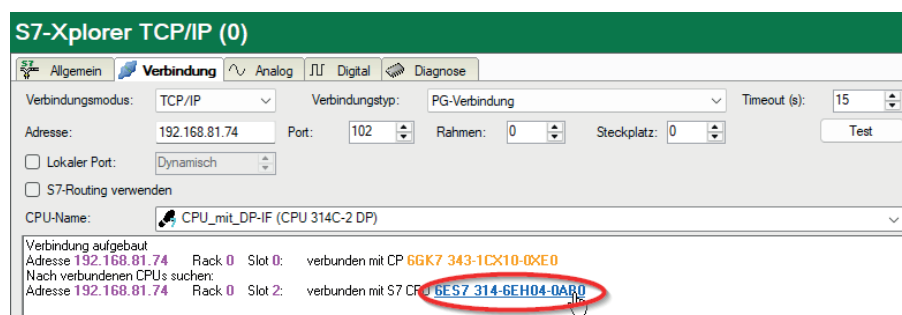 S7-Xplorer TCP/IP (0)
S7 Allgemein Verbindung Analog Digital Diagnose
Verbindungsmodus: TCP/IP Verbindungstyp: PG-Verbindung Timeout (s): 15
Adresse: 192.168.81.74 Port: 102 Rahmen: 0 Steckplatz: 0 Test
Lokaler Port: Dynamisch
S7-Routing verwenden
CPU-Name: CPU_mit_DP-IF (CPU 314C-2 DP)
Verbindung aufgebaut
Adresse 192.168.81.74 Rack 0 Slot 0: verbunden mit CP 6GK7 343-1CX10-0XE0
Nach verbundenen CPUs suchen:
Adresse 192.168.81.74 Rack 0 Slot 2: verbunden mit S7 CPU 6ES7 314-6EH04-0AB0